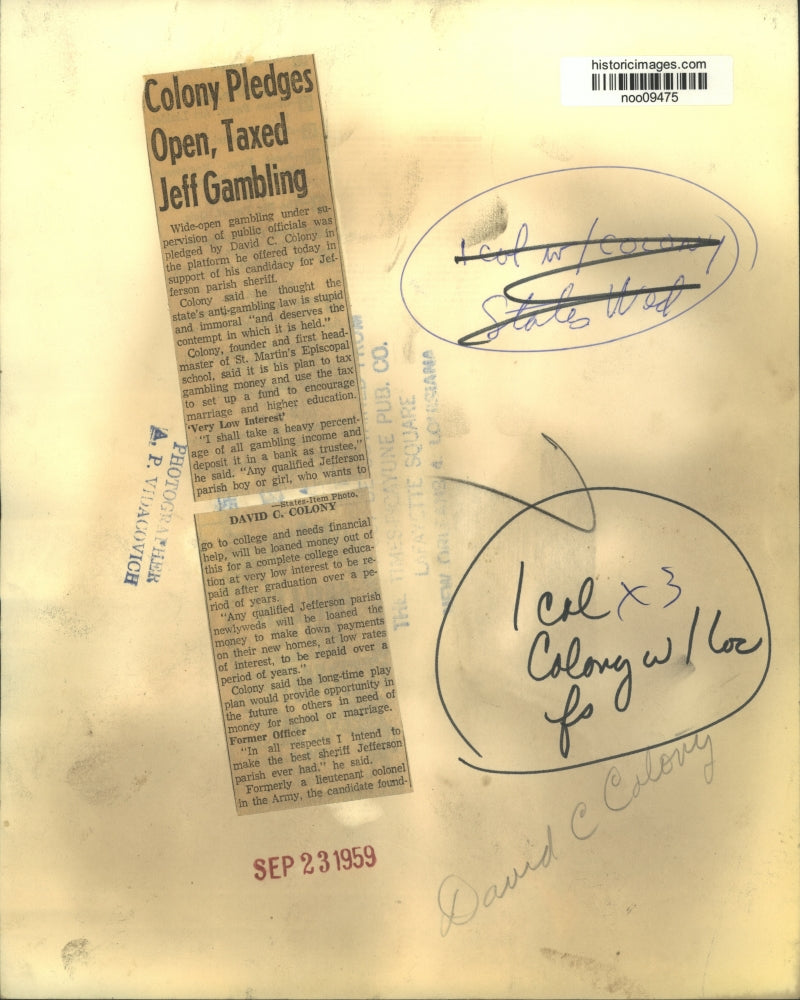 historicimages.com
noo09475
Colony Pledges
Open, Taxed
Jeff Gambling
Wide-open gambling under su-
pervision of public officials was
pledged by David C. Colony in
the platform he offered today in
support of his candidacy for Jef-
ferson parish sheriff.
Colony said he thought the
state's anti-gambling law is stupid
and immoral "and deserves the
contempt in which it is held."
Colony, founder and first head-
master of St. Martin's Episcopal
school, said it is his plan to tax
gambling money and use the tax
to set up a fund to encourage
marriage and higher education.
'Very Low Interest'
"I shall take a heavy percent-
age of all gambling income and
deposit it in a bank as trustee,"
he said. "Any qualified Jefferson
parish boy or girl, who wants to
—States-Item Photo.
DAVID C. COLONY
go to college and needs financial
help, will be loaned money out of
this for a complete college educa-
tion at very low interest to be re-
paid after graduation over a pe-
riod of years.
"Any qualified Jefferson parish
newlyweds will be loaned the
money to make down payments
on their new homes, at low rates
of interest, to be repaid over a
period of years."
Colony said the long-time play
plan would provide opportunity in
the future to others in need of
money for school or marriage.
Former Officer
"In all respects I intend to
make the best sheriff Jefferson
parish ever had," he said.
Formerly a lieutenant colonel
in the Army, the candidate found-
1 col w/colony
States Wed
PHOTOGRAPHER
A. P. VIDACOVICH
FROM
THE TIMES-PICAYUNE PUB. CO.
LAFAYETTE SQUARE
NEW ORLEANS 4, LOUISIANA
1 col x 3
Colony w/
fs
David C Colony
SEP 23 1959